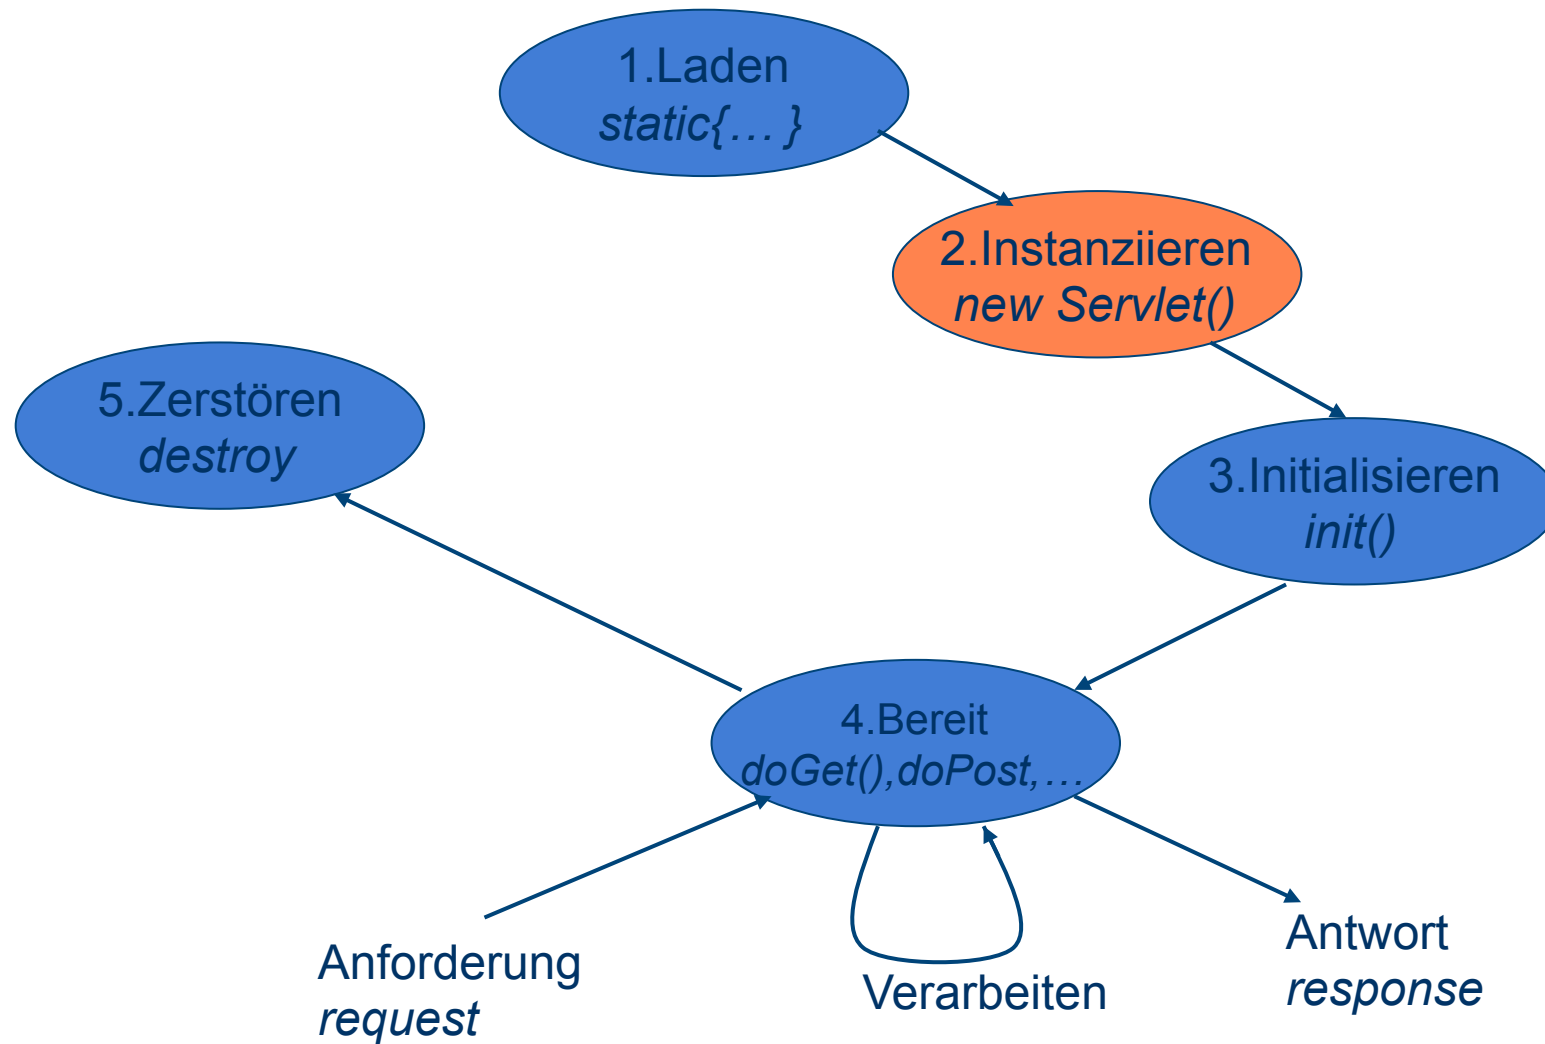 1.Laden
static{… }
2.Instanziieren
new Servlet()
5.Zerstören
destroy
3.Initialisieren
init()
4.Bereit
doGet(),doPost,…
Anforderung
request
Verarbeiten
Antwort
response